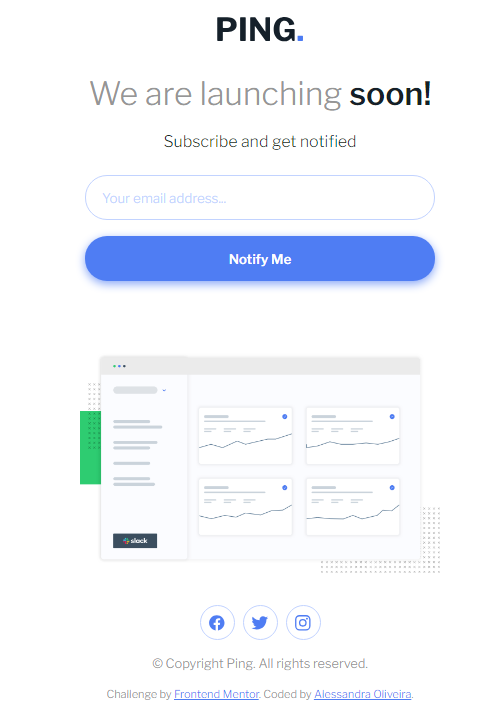 PING.
We are launching soon!
Subscribe and get notified
Your email address...
Notify Me
slack
© Copyright Ping. All rights reserved.
Challenge by Frontend Mentor. Coded by Alessandra Oliveira.